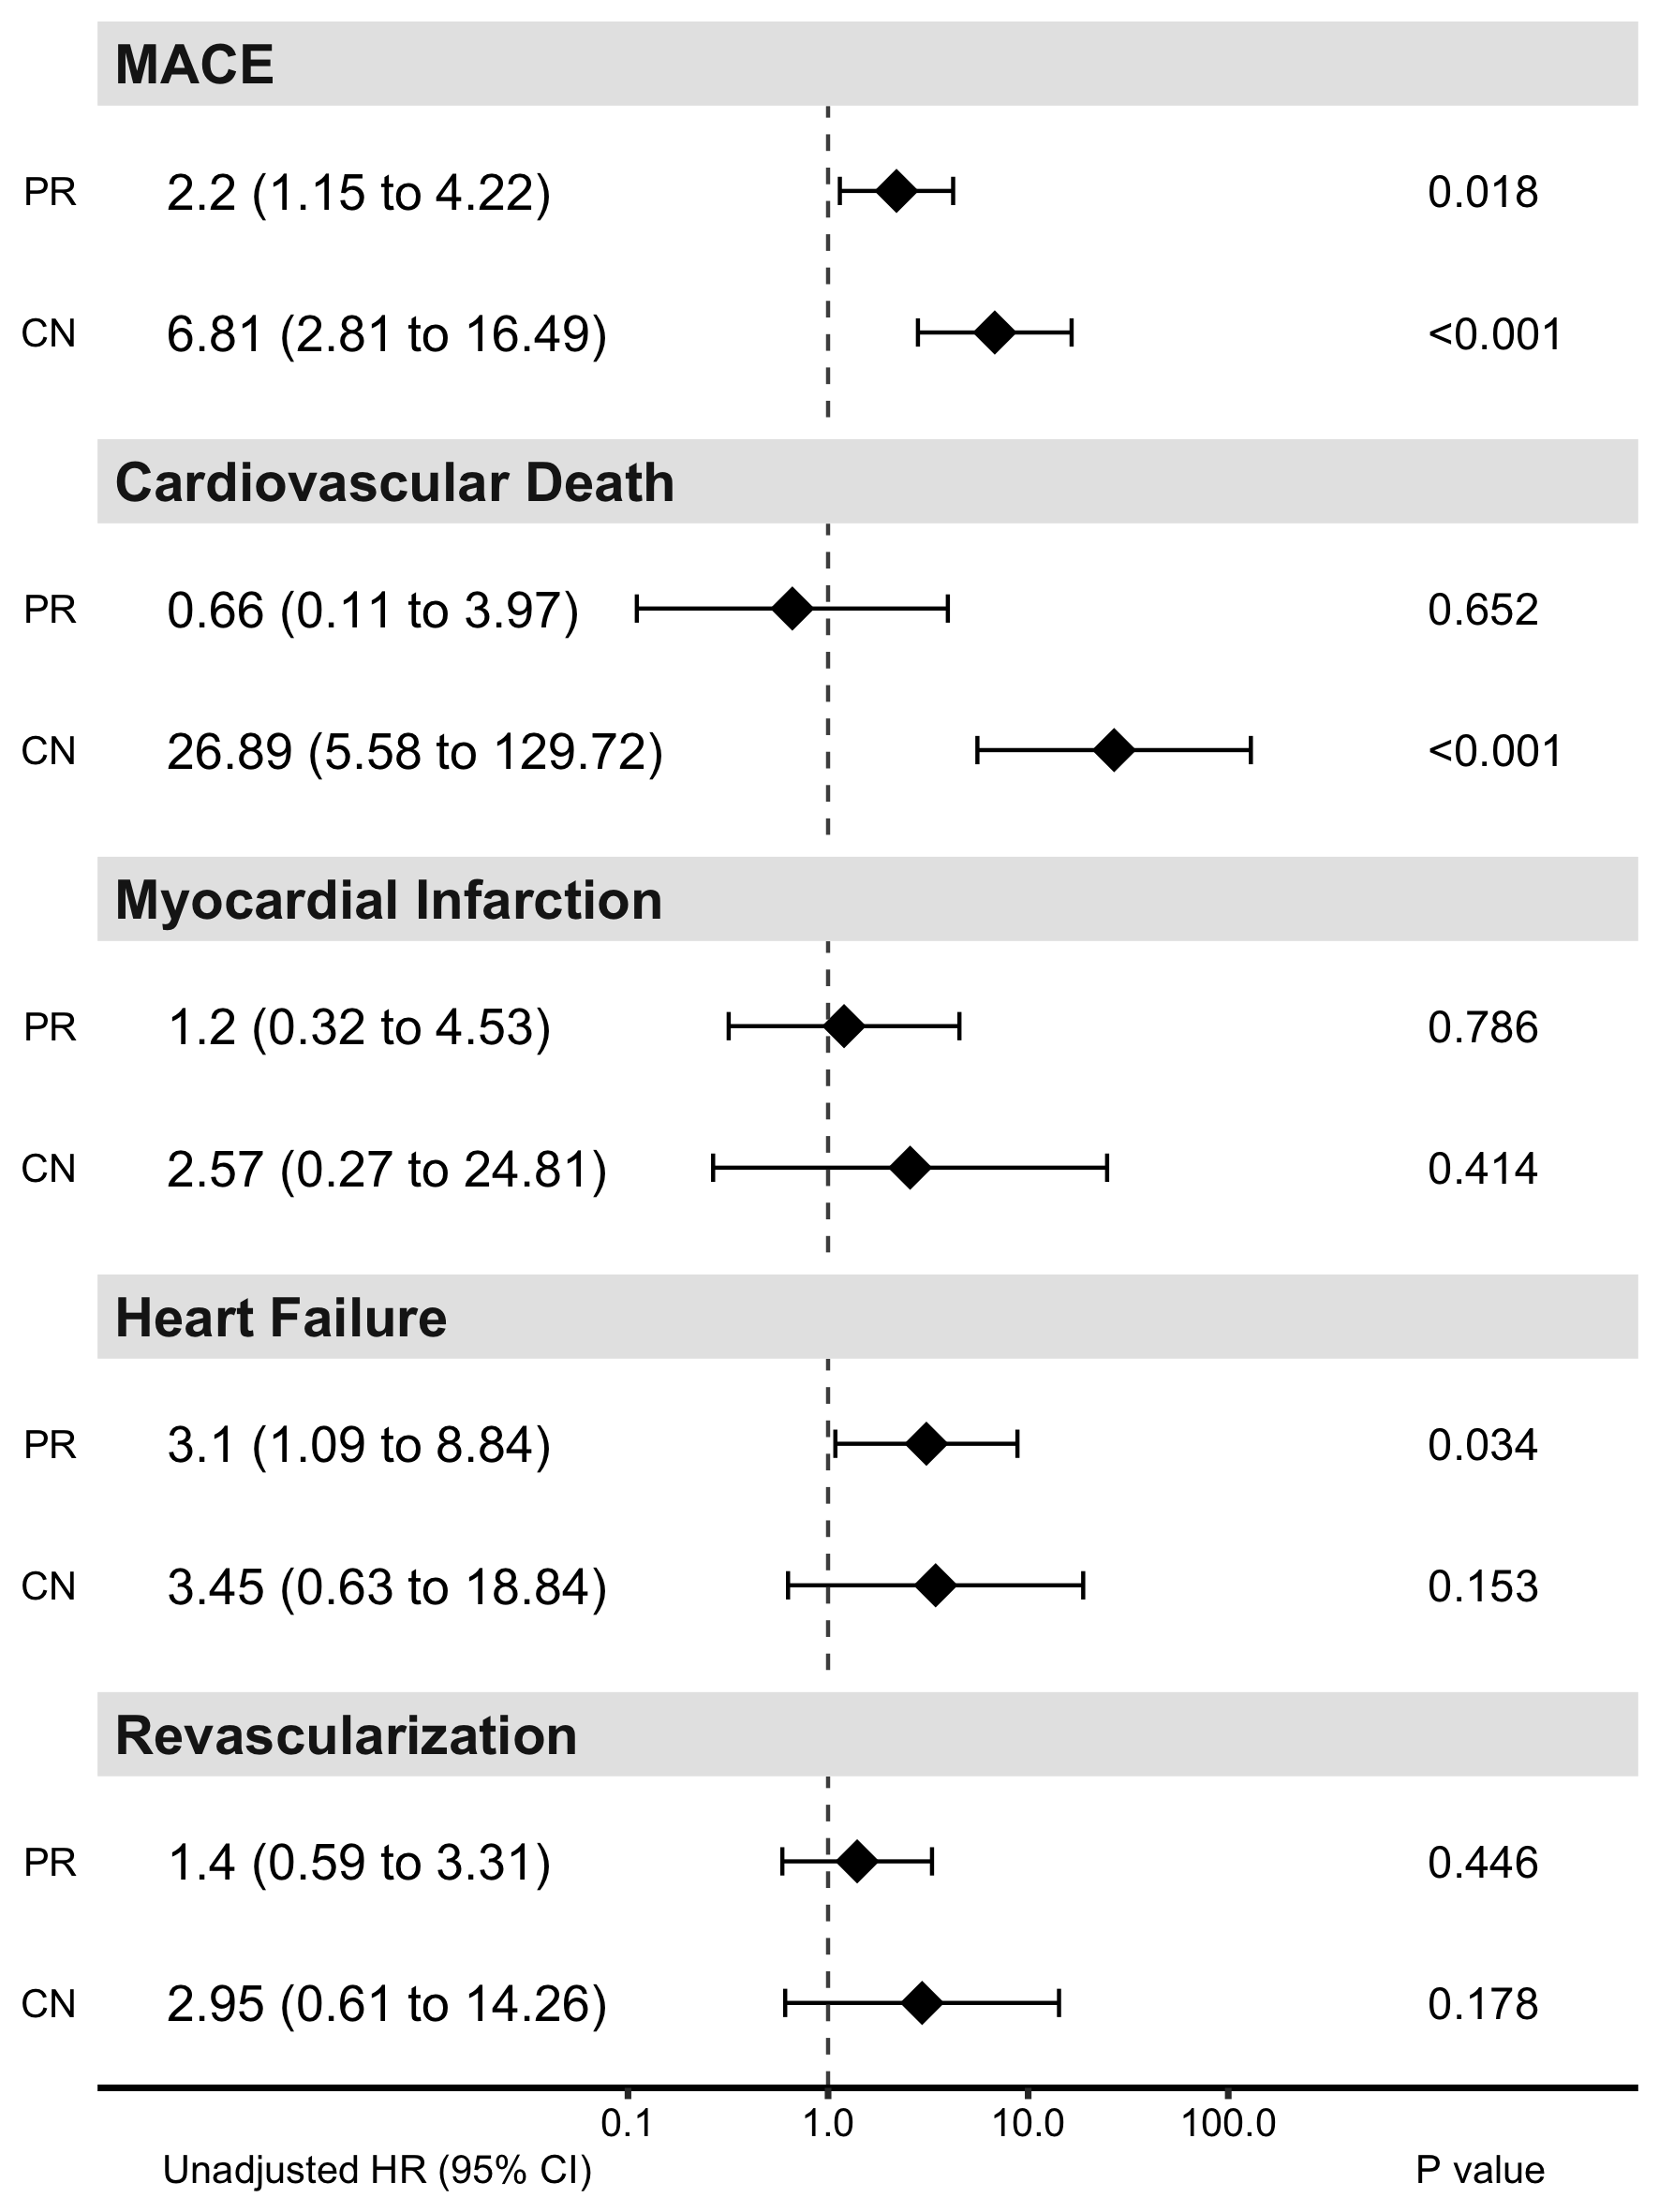 MACE
PR 2.2 (1.15 to 4.22) 0.018
CN 6.81 (2.81 to 16.49) <0.001
Cardiovascular Death
PR 0.66 (0.11 to 3.97) 0.652
CN 26.89 (5.58 to 129.72) <0.001
Myocardial Infarction
PR 1.2 (0.32 to 4.53) 0.786
CN 2.57 (0.27 to 24.81) 0.414
Heart Failure
PR 3.1 (1.09 to 8.84) 0.034
CN 3.45 (0.63 to 18.84) 0.153
Revascularization
PR 1.4 (0.59 to 3.31) 0.446
CN 2.95 (0.61 to 14.26) 0.178
0.1 1.0 10.0 100.0
Unadjusted HR (95% CI) P value